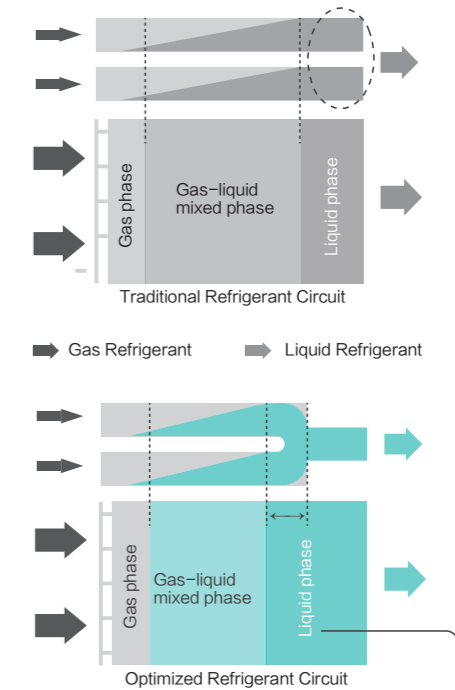 Gas phase
Gas-liquid
mixed phase
Liquid phase
Traditional Refrigerant Circuit
Gas Refrigerant
Liquid Refrigerant
Gas phase
Gas-liquid
mixed phase
Liquid phase
Optimized Refrigerant Circuit